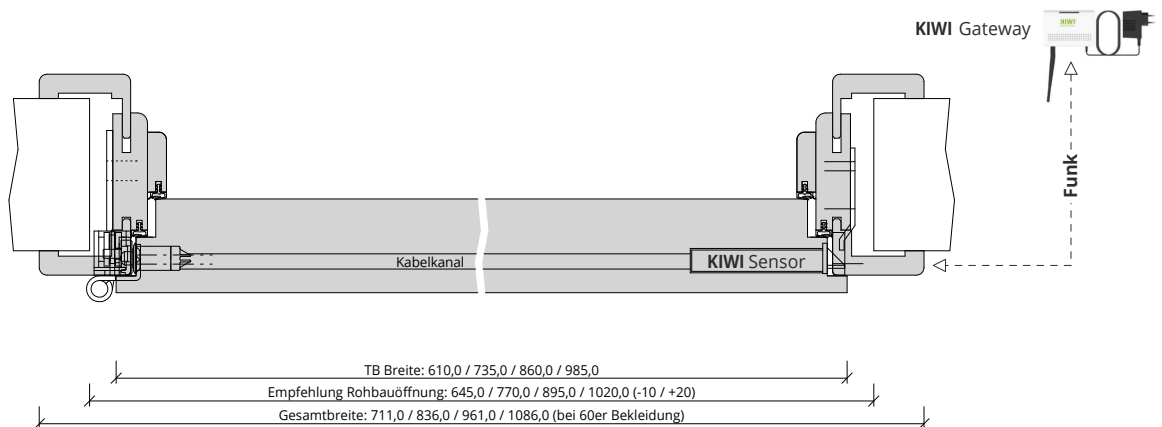 KIWI Gateway
KIWI
Funk
Kabelkanal
KIWI Sensor
TB Breite: 610,0 / 735,0 / 860,0 / 985,0
Empfehlung Rohbauöffnung: 645,0 / 770,0 / 895,0 / 1020,0 (-10 / +20)
Gesamtbreite: 711,0 / 836,0 / 961,0 / 1086,0 (bei 60er Bekleidung)